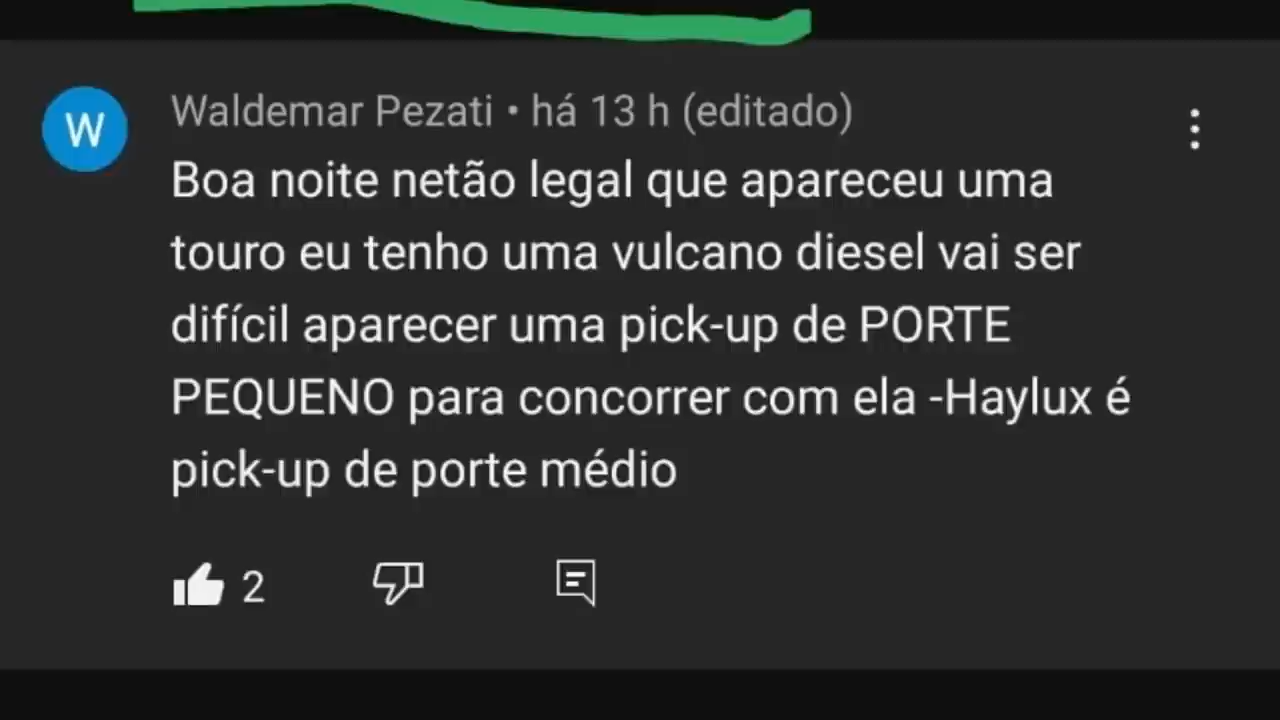 Waldemar Pezati • há 13 h (editado)
W
Boa noite netão legal que apareceu uma
touro eu tenho uma vulcano diesel vai ser
difícil aparecer uma pick-up de PORTE
PEQUENO para concorrer com ela -Haylux é
pick-up de porte médio
2